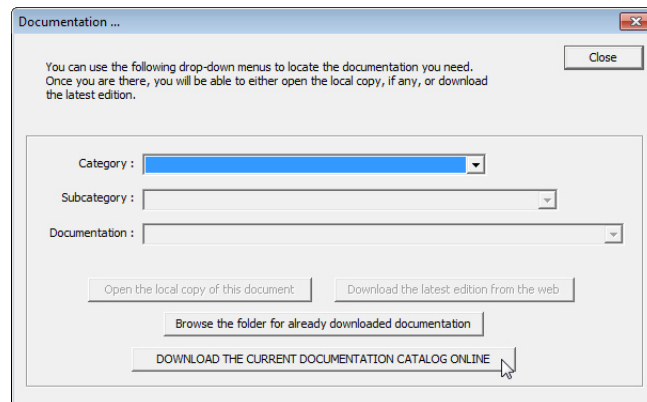 Documentation ...
Close
You can use the following drop-down menus to locate the documentation you need.
Once you are there, you will be able to either open the local copy, if any, or download
the latest edition.
Category :
Subcategory :
Documentation :
Open the local copy of this document
Download the latest edition from the web
Browse the folder for already downloaded documentation
DOWNLOAD THE CURRENT DOCUMENTATION CATALOG ONLINE